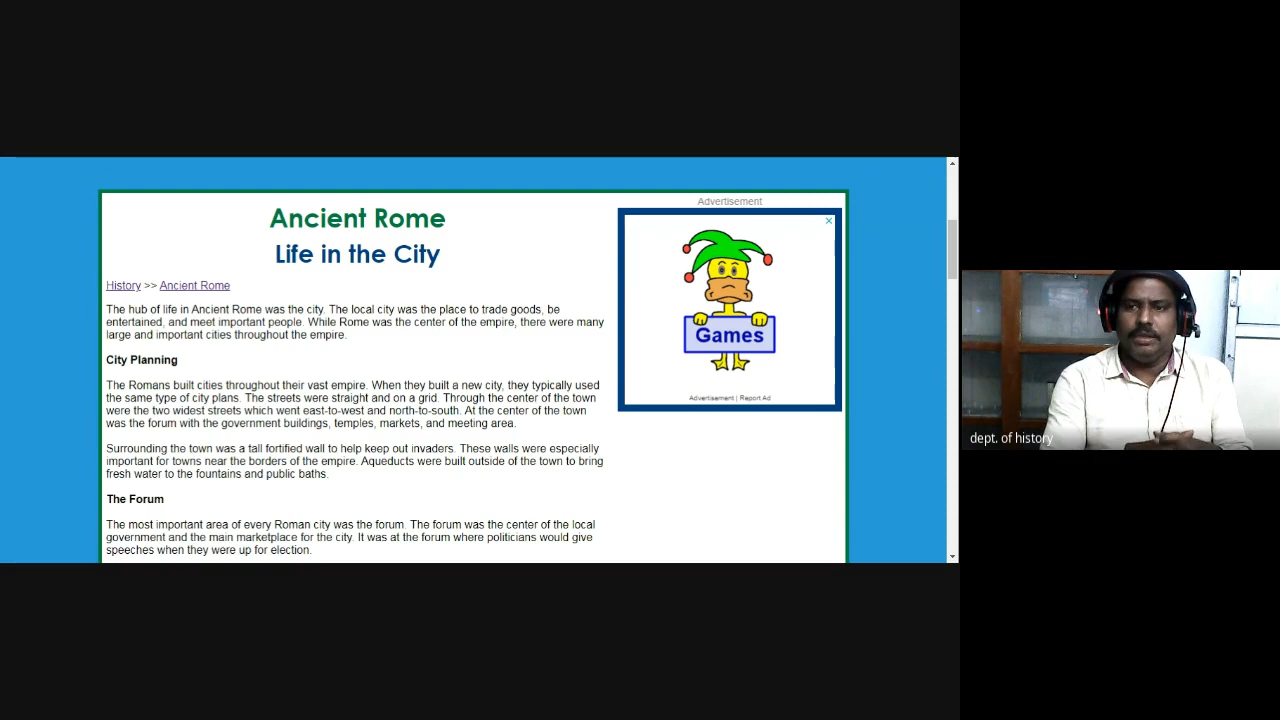 Ancient Rome
Life in the City
History >> Ancient Rome
The hub of life in Ancient Rome was the city. The local city was the place to trade goods, be
entertained, and meet important people. While Rome was the center of the empire, there were many
large and important cities throughout the empire.
City Planning
The Romans built cities throughout their vast empire. When they built a new city, they typically used
the same type of city plans. The streets were straight and on a grid. Through the center of the town
were the two widest streets which went east-to-west and north-to-south. At the center of the town
was the forum with the government buildings, temples, markets, and meeting area.
Surrounding the town was a tall fortified wall to help keep out invaders. These walls were especially
important for towns near the borders of the empire. Aqueducts were built outside of the town to bring
fresh water to the fountains and public baths.
The Forum
The most important area of every Roman city was the forum. The forum was the center of the local
government and the main marketplace for the city. It was at the forum where politicians would give
speeches when they were up for election.
Advertisement
Games
Advertisement | Report Ad
dept. of history